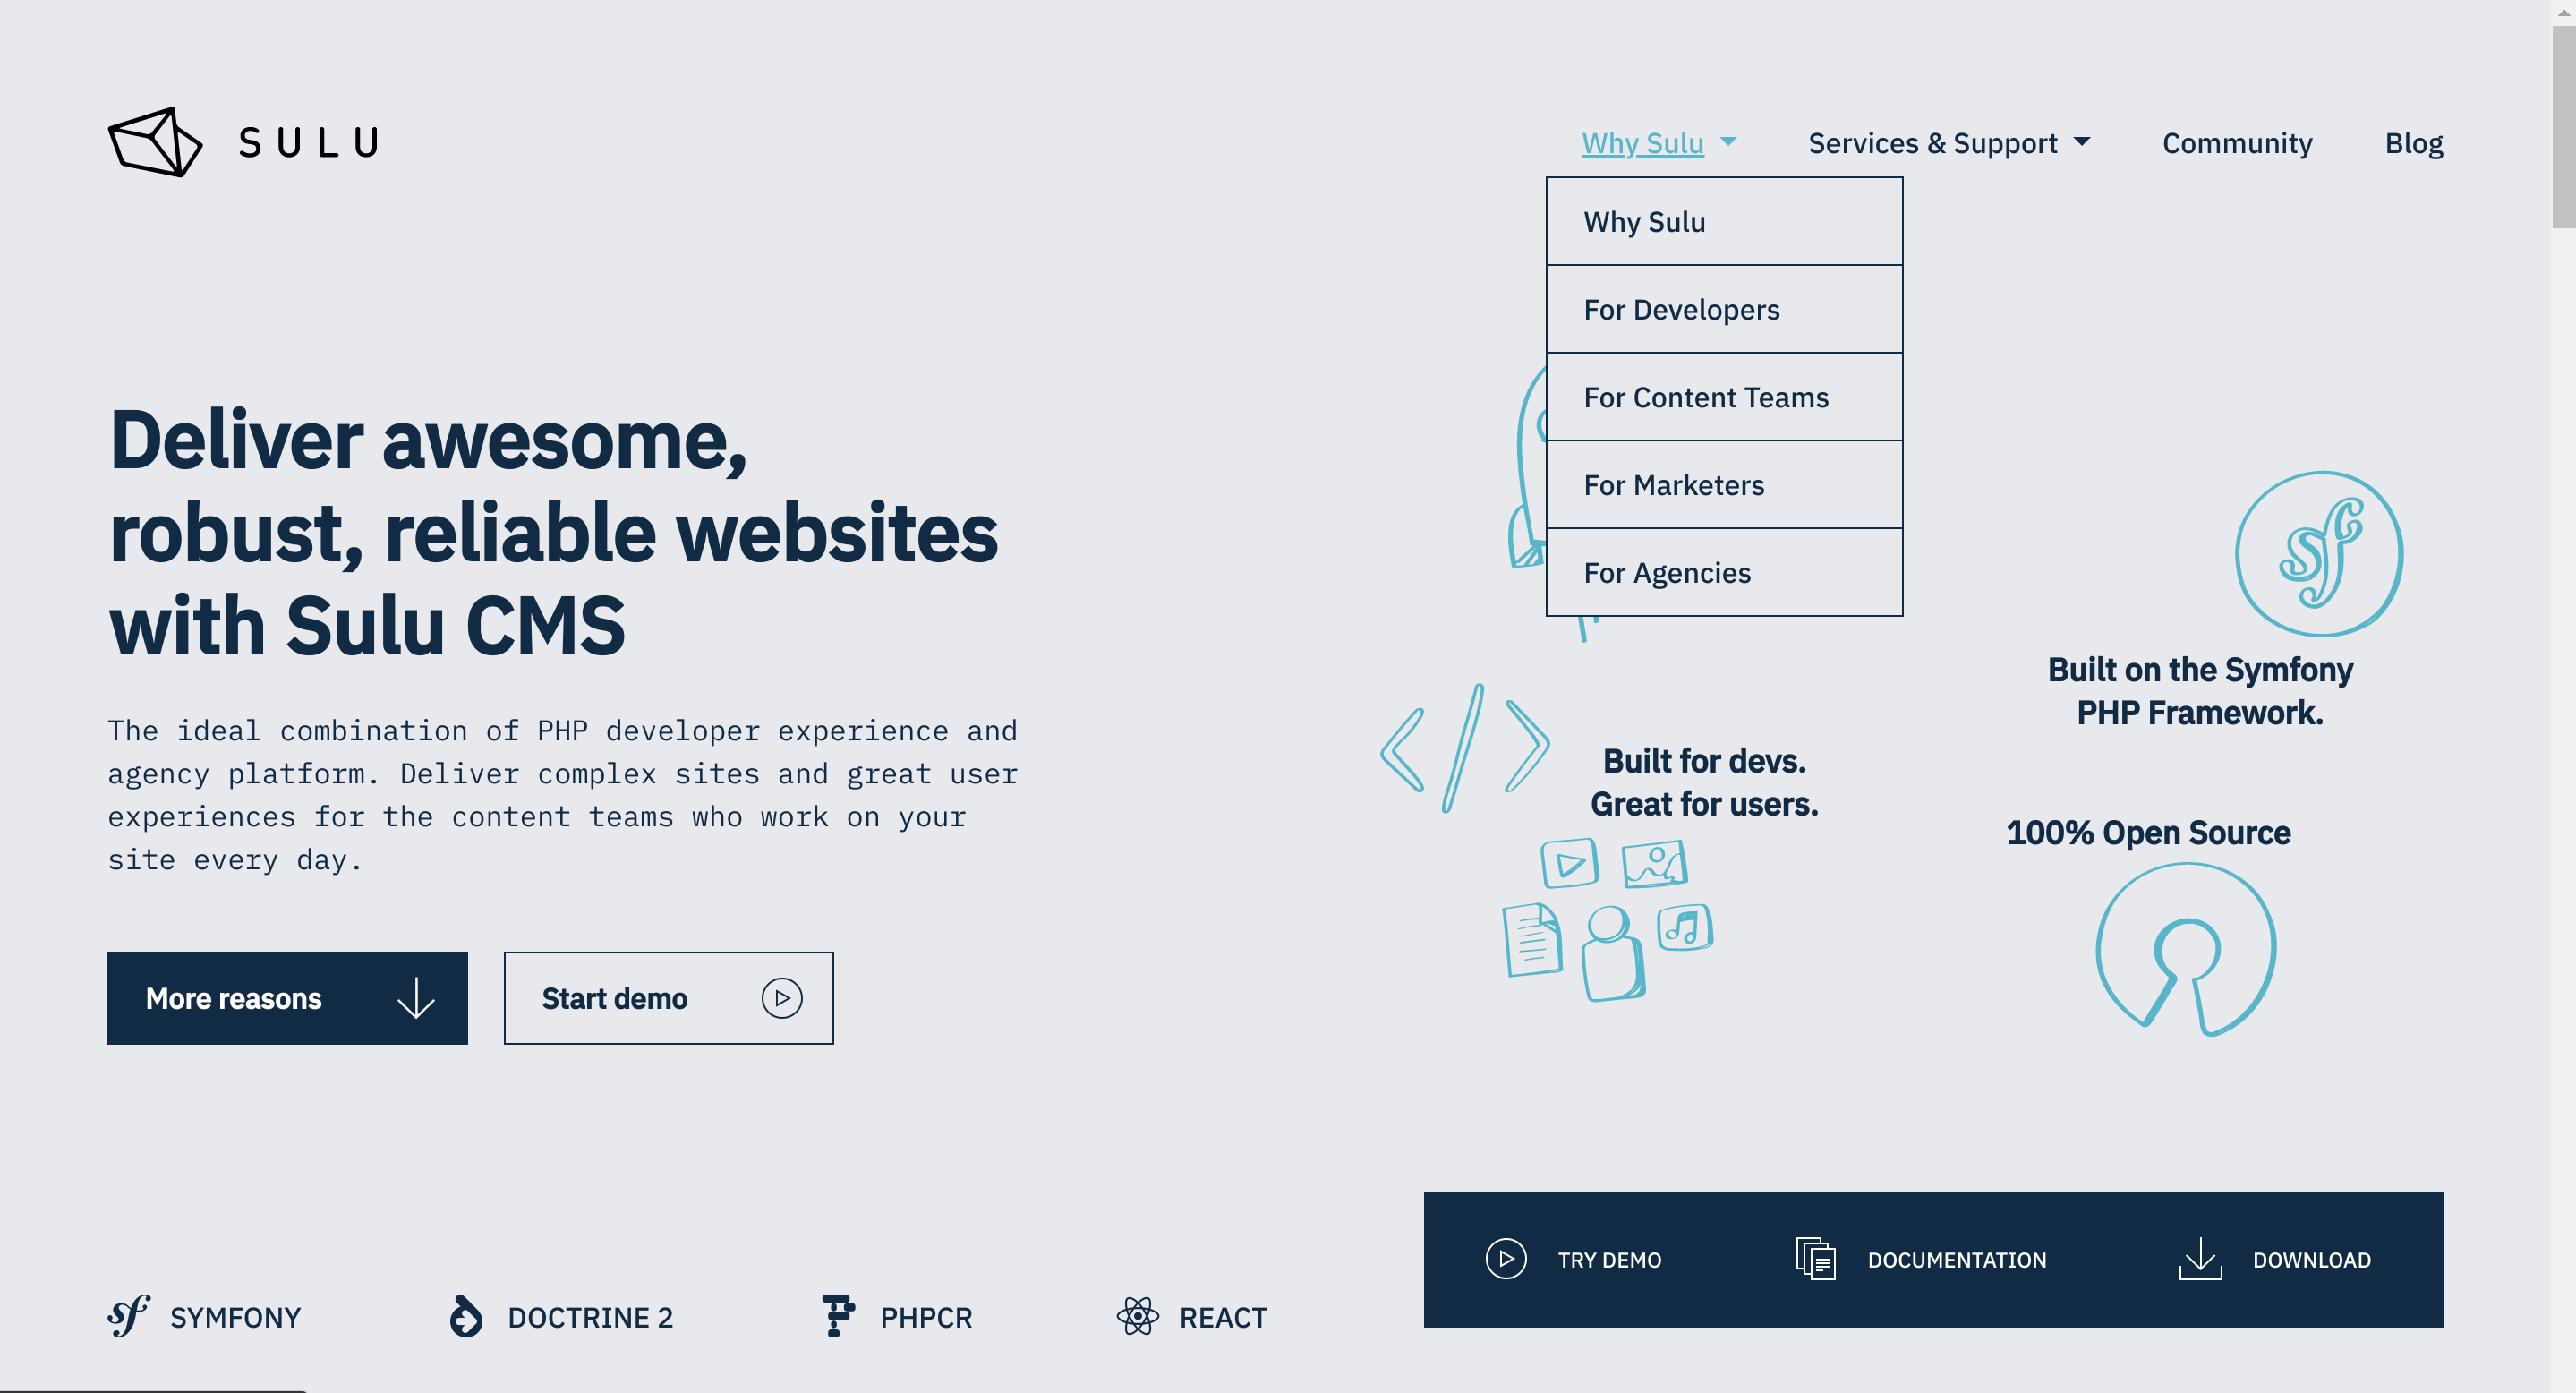 SULU
Why Sulu
Services & Support
Community
Blog
Why Sulu
For Developers
For Content Teams
For Marketers
For Agencies
Deliver awesome,
robust, reliable websites
with Sulu CMS
The ideal combination of PHP developer experience and
agency platform. Deliver complex sites and great user
experiences for the content teams who work on your
site every day.
More reasons
Start demo
sf
Built on the Symfony
PHP Framework.
Built for devs.
Great for users.
100% Open Source
TRY DEMO
DOCUMENTATION
DOWNLOAD
sf SYMFONY
DOCTRINE 2
PHPCR
REACT